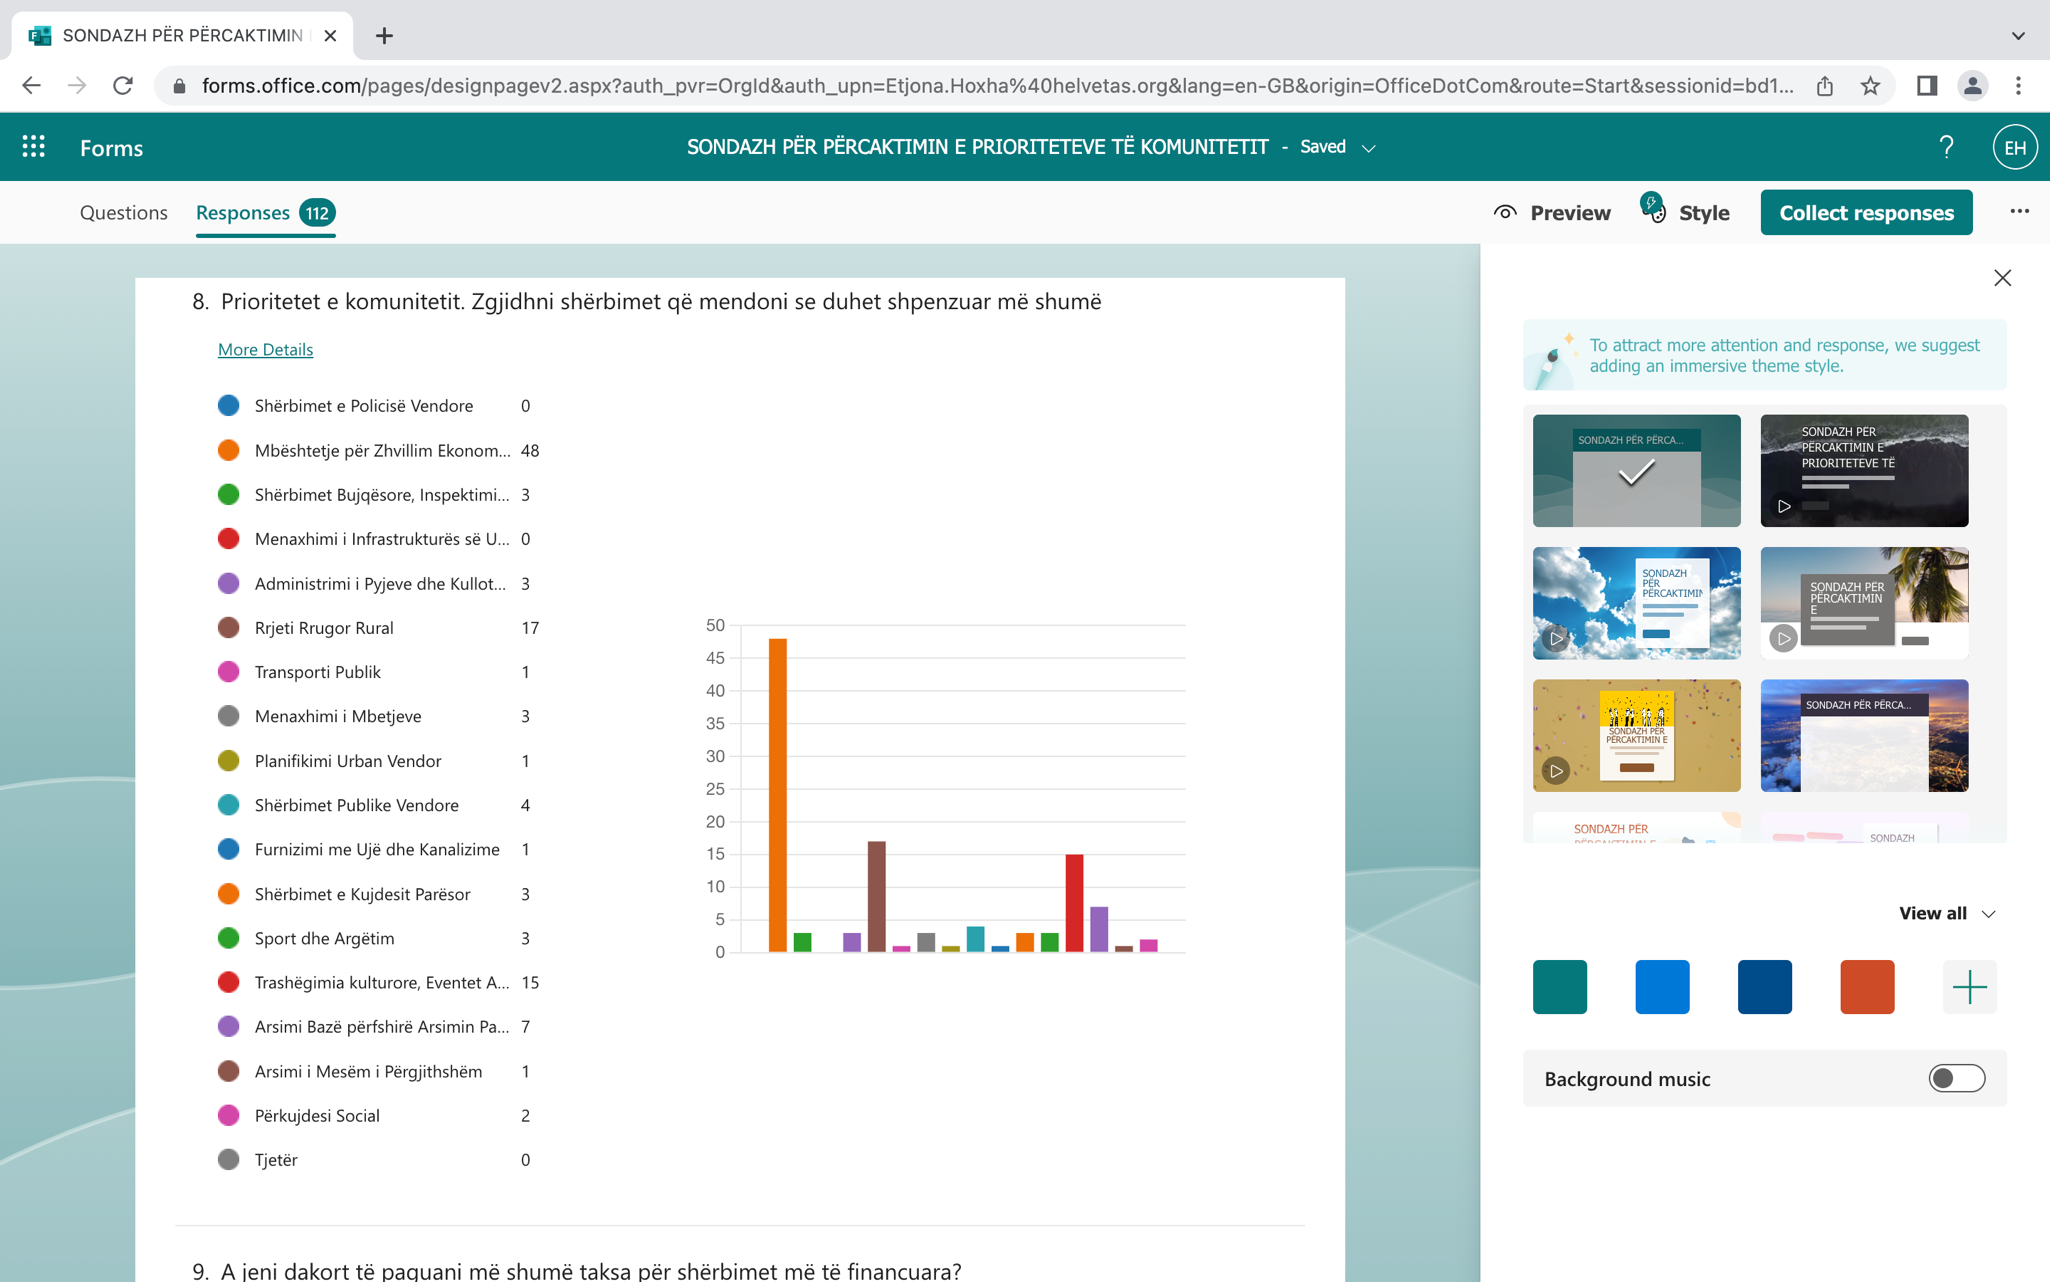 SONDAZH PËR PËRCAKTIMIN
forms.office.com/pages/designpagev2.aspx?auth_pvr=OrgId&auth_upn=Etjona.Hoxha%40helvetas.org&lang=en-GB&origin=OfficeDotCom&route=Start&sessionid=bd1...
Forms
SONDAZH PËR PËRCAKTIMIN E PRIORITETEVE TË KOMUNITETIT - Saved
?
EH
Questions
Responses 112
Preview
Style
Collect responses
8. Prioritetet e komunitetit. Zgjidhni shërbimet që mendoni se duhet shpenzuar më shumë
More Details
Shërbimet e Policisë Vendore 0
Mbështetje për Zhvillim Ekonom... 48
Shërbimet Bujqësore, Inspektimi... 3
Menaxhimi i Infrastrukturës së U... 0
Administrimi i Pyjeve dhe Kullot... 3
Rrjeti Rrugor Rural 17
Transporti Publik 1
Menaxhimi i Mbetjeve 3
Planifikimi Urban Vendor 1
Shërbimet Publike Vendore 4
Furnizimi me Ujë dhe Kanalizime 1
Shërbimet e Kujdesit Parësor 3
Sport dhe Argëtim 3
Trashëgimia kulturore, Eventet A... 15
Arsimi Bazë përfshirë Arsimin Pa... 7
Arsimi i Mesëm i Përgjithshëm 1
Përkujdesi Social 2
Tjetër 0
50
45
40
35
30
25
20
15
10
5
0
9. A jeni dakort të paguani më shumë taksa për shërbimet më të financuara?
To attract more attention and response, we suggest
adding an immersive theme style.
SONDAZH PËR PËRCA...
SONDAZH PËR
PËRCAKTIMIN E
PRIORITETEVE TË
SONDAZH
PËR
PËRCAKTIMIN
SONDAZH PËR
PËRCAKTIMIN
E
SONDAZH PËR
PËRCAKTIMIN E
SONDAZH PËR PËRCA...
SONDAZH PËR
SONDAZH
View all
Background music